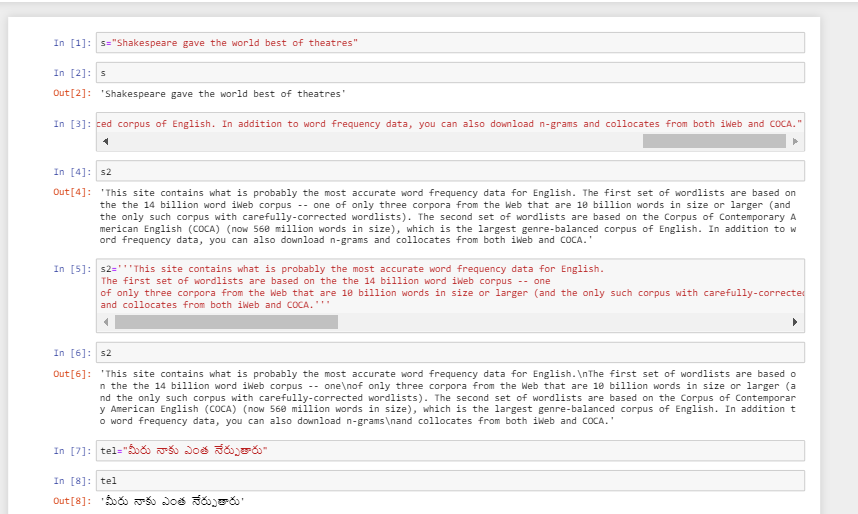 In [1]: s="Shakespeare gave the world best of theatres"
In [2]: s
Out[2]: 'Shakespeare gave the world best of theatres'
In [3]: ced corpus of English. In addition to word frequency data, you can also download n-grams and collocates from both iWeb and COCA."
In [4]: s2
Out[4]: 'This site contains what is probably the most accurate word frequency data for English. The first set of wordlists are based on
the the 14 billion word iWeb corpus -- one of only three corpora from the Web that are 10 billion words in size or larger (and
the only such corpus with carefully-corrected wordlists). The second set of wordlists are based on the Corpus of Contemporary A
merican English (COCA) (now 560 million words in size), which is the largest genre-balanced corpus of English. In addition to w
ord frequency data, you can also download n-grams and collocates from both iWeb and COCA.'
In [5]: s2='''This site contains what is probably the most accurate word frequency data for English.
The first set of wordlists are based on the the 14 billion word iWeb corpus -- one
of only three corpora from the Web that are 10 billion words in size or larger (and the only such corpus with carefully-corrected
and collocates from both iWeb and COCA.'''
In [6]: s2
Out[6]: 'This site contains what is probably the most accurate word frequency data for English.\nThe first set of wordlists are based o
n the the 14 billion word iWeb corpus -- one\nof only three corpora from the Web that are 10 billion words in size or larger (a
nd the only such corpus with carefully-corrected wordlists). The second set of wordlists are based on the Corpus of Contemporar
y American English (COCA) (now 560 million words in size), which is the largest genre-balanced corpus of English. In addition t
o word frequency data, you can also download n-grams\nand collocates from both iWeb and COCA.'
In [7]: tel="మీరు నాకు ఎంత నేర్పుతారు"
In [8]: tel
Out[8]: 'మీరు నాకు ఎంత నేర్పుతారు'